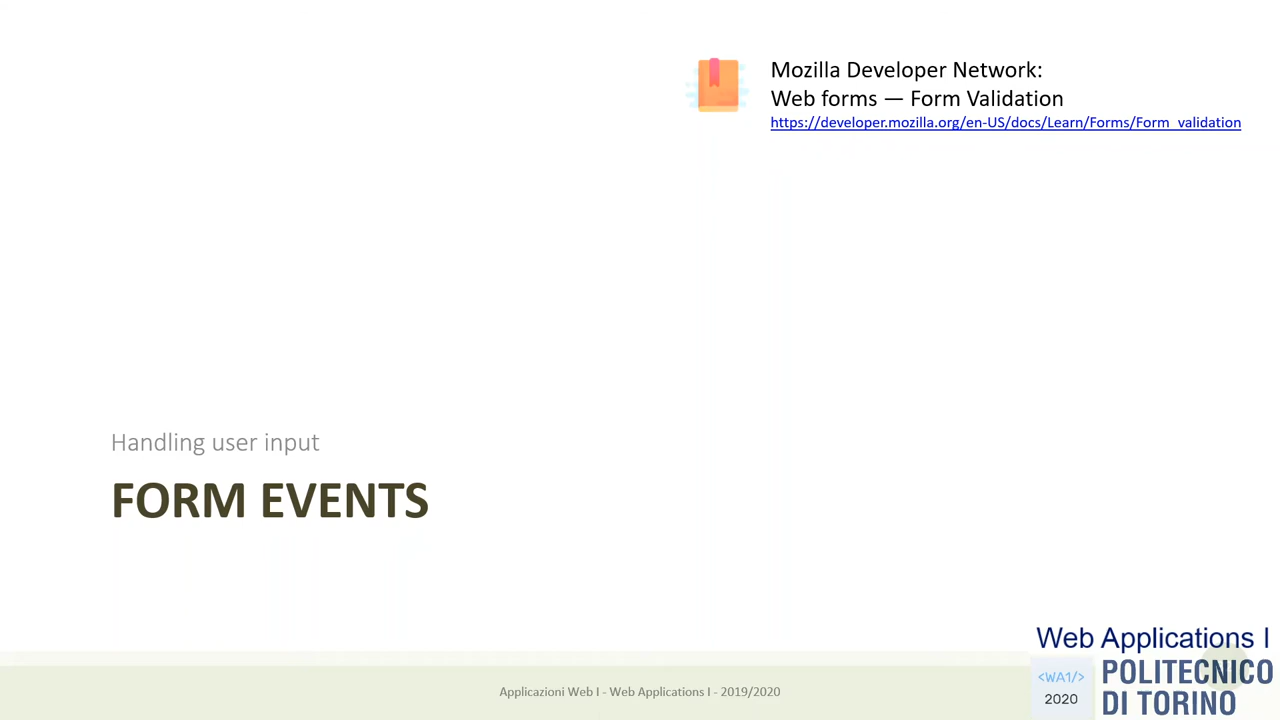 Mozilla Developer Network:
Web forms — Form Validation
https://developer.mozilla.org/en-US/docs/Learn/Forms/Form_validation
Handling user input
FORM EVENTS
Applicazioni Web I - Web Applications I - 2019/2020
Web Applications I
<WA1/>
2020
POLITECNICO
DI TORINO